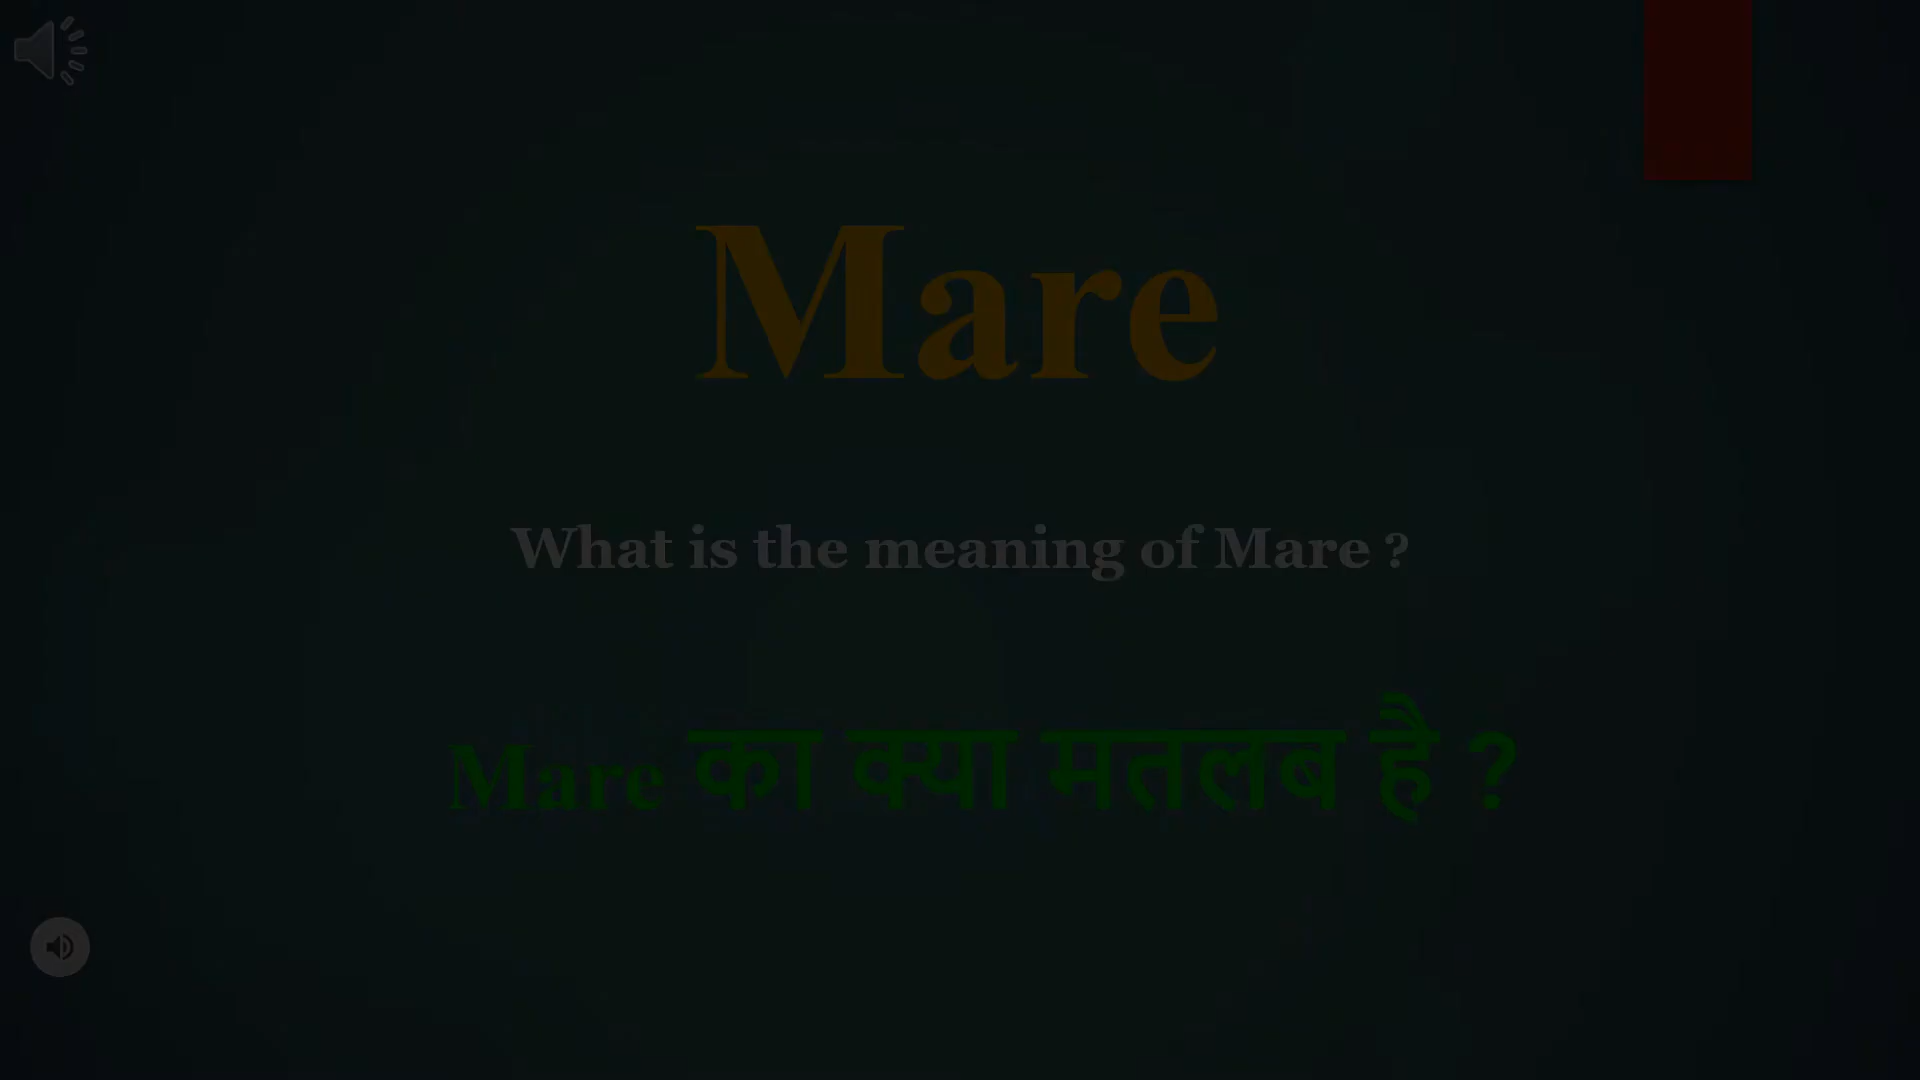 Mare
What is the meaning of Mare ?
Mare का क्या मतलब है ?